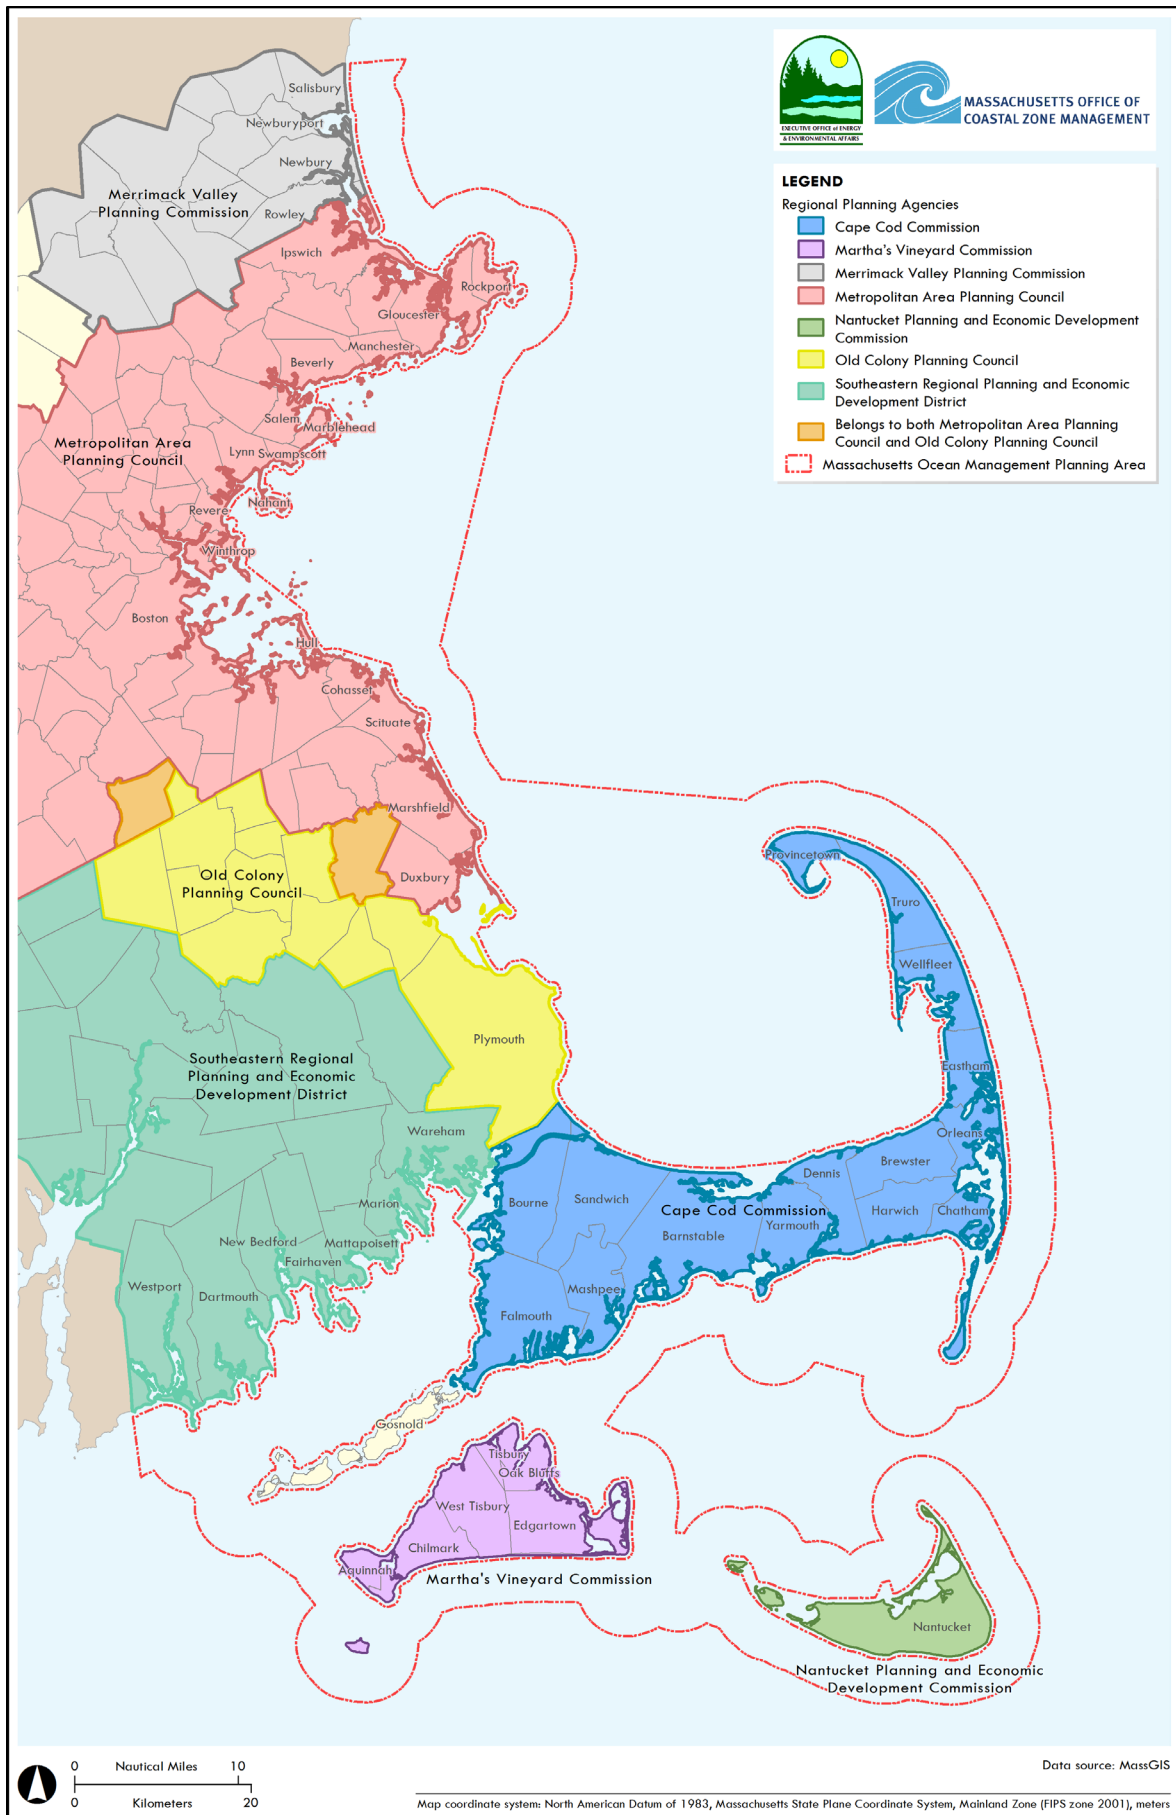 EXECUTIVE OFFICE of ENERGY
& ENVIRONMENTAL AFFAIRS
MASSACHUSETTS OFFICE OF
COASTAL ZONE MANAGEMENT
LEGEND
Regional Planning Agencies
Cape Cod Commission
Martha's Vineyard Commission
Merrimack Valley Planning Commission
Metropolitan Area Planning Council
Nantucket Planning and Economic Development
Commission
Old Colony Planning Council
Southeastern Regional Planning and Economic
Development District
Belongs to both Metropolitan Area Planning
Council and Old Colony Planning Council
Massachusetts Ocean Management Planning Area
Salisbury
Newburyport
Newbury
Merrimack Valley
Planning Commission
Rowley
Ipswich
Rockport
Gloucester
Manchester
Beverly
Salem
Marblehead
Metropolitan Area
Planning Council
Lynn
Swampscott
Nahant
Revere
Winthrop
Boston
Hull
Cohasset
Scituate
Marshfield
Old Colony
Planning Council
Duxbury
Provincetown
Truro
Wellfleet
Plymouth
Eastham
Southeastern Regional
Planning and Economic
Development District
Wareham
Orleans
Brewster
Dennis
Bourne
Sandwich
Cape Cod Commission
Harwich
Chatham
Yarmouth
Barnstable
Marion
New Bedford
Mattapoisett
Fairhaven
Westport
Dartmouth
Mashpee
Falmouth
Gosnold
Tisbury
Oak Bluffs
West Tisbury
Edgartown
Chilmark
Aquinnah
Martha's Vineyard Commission
Nantucket
Nantucket Planning and Economic
Development Commission
0 Nautical Miles 10
0 Kilometers 20
Data source: MassGIS
Map coordinate system: North American Datum of 1983, Massachusetts State Plane Coordinate System, Mainland Zone (FIPS zone 2001), meters